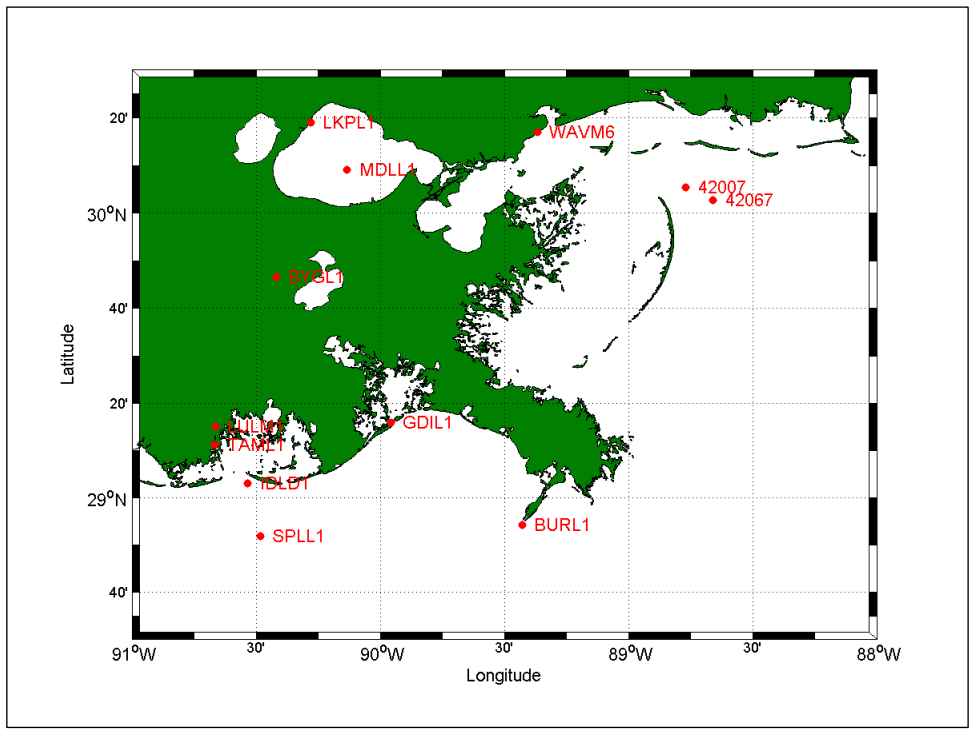 20'
LKPL1
WAVM6
MDLL1
42007
42067
30°N
BYGL1
40'
Latitude
20'
GDIL1
LULM1
TAML1
IDLD1
29°N
BURL1
SPLL1
40'
91°W
30'
90°W
30'
89°W
30'
88°W
Longitude